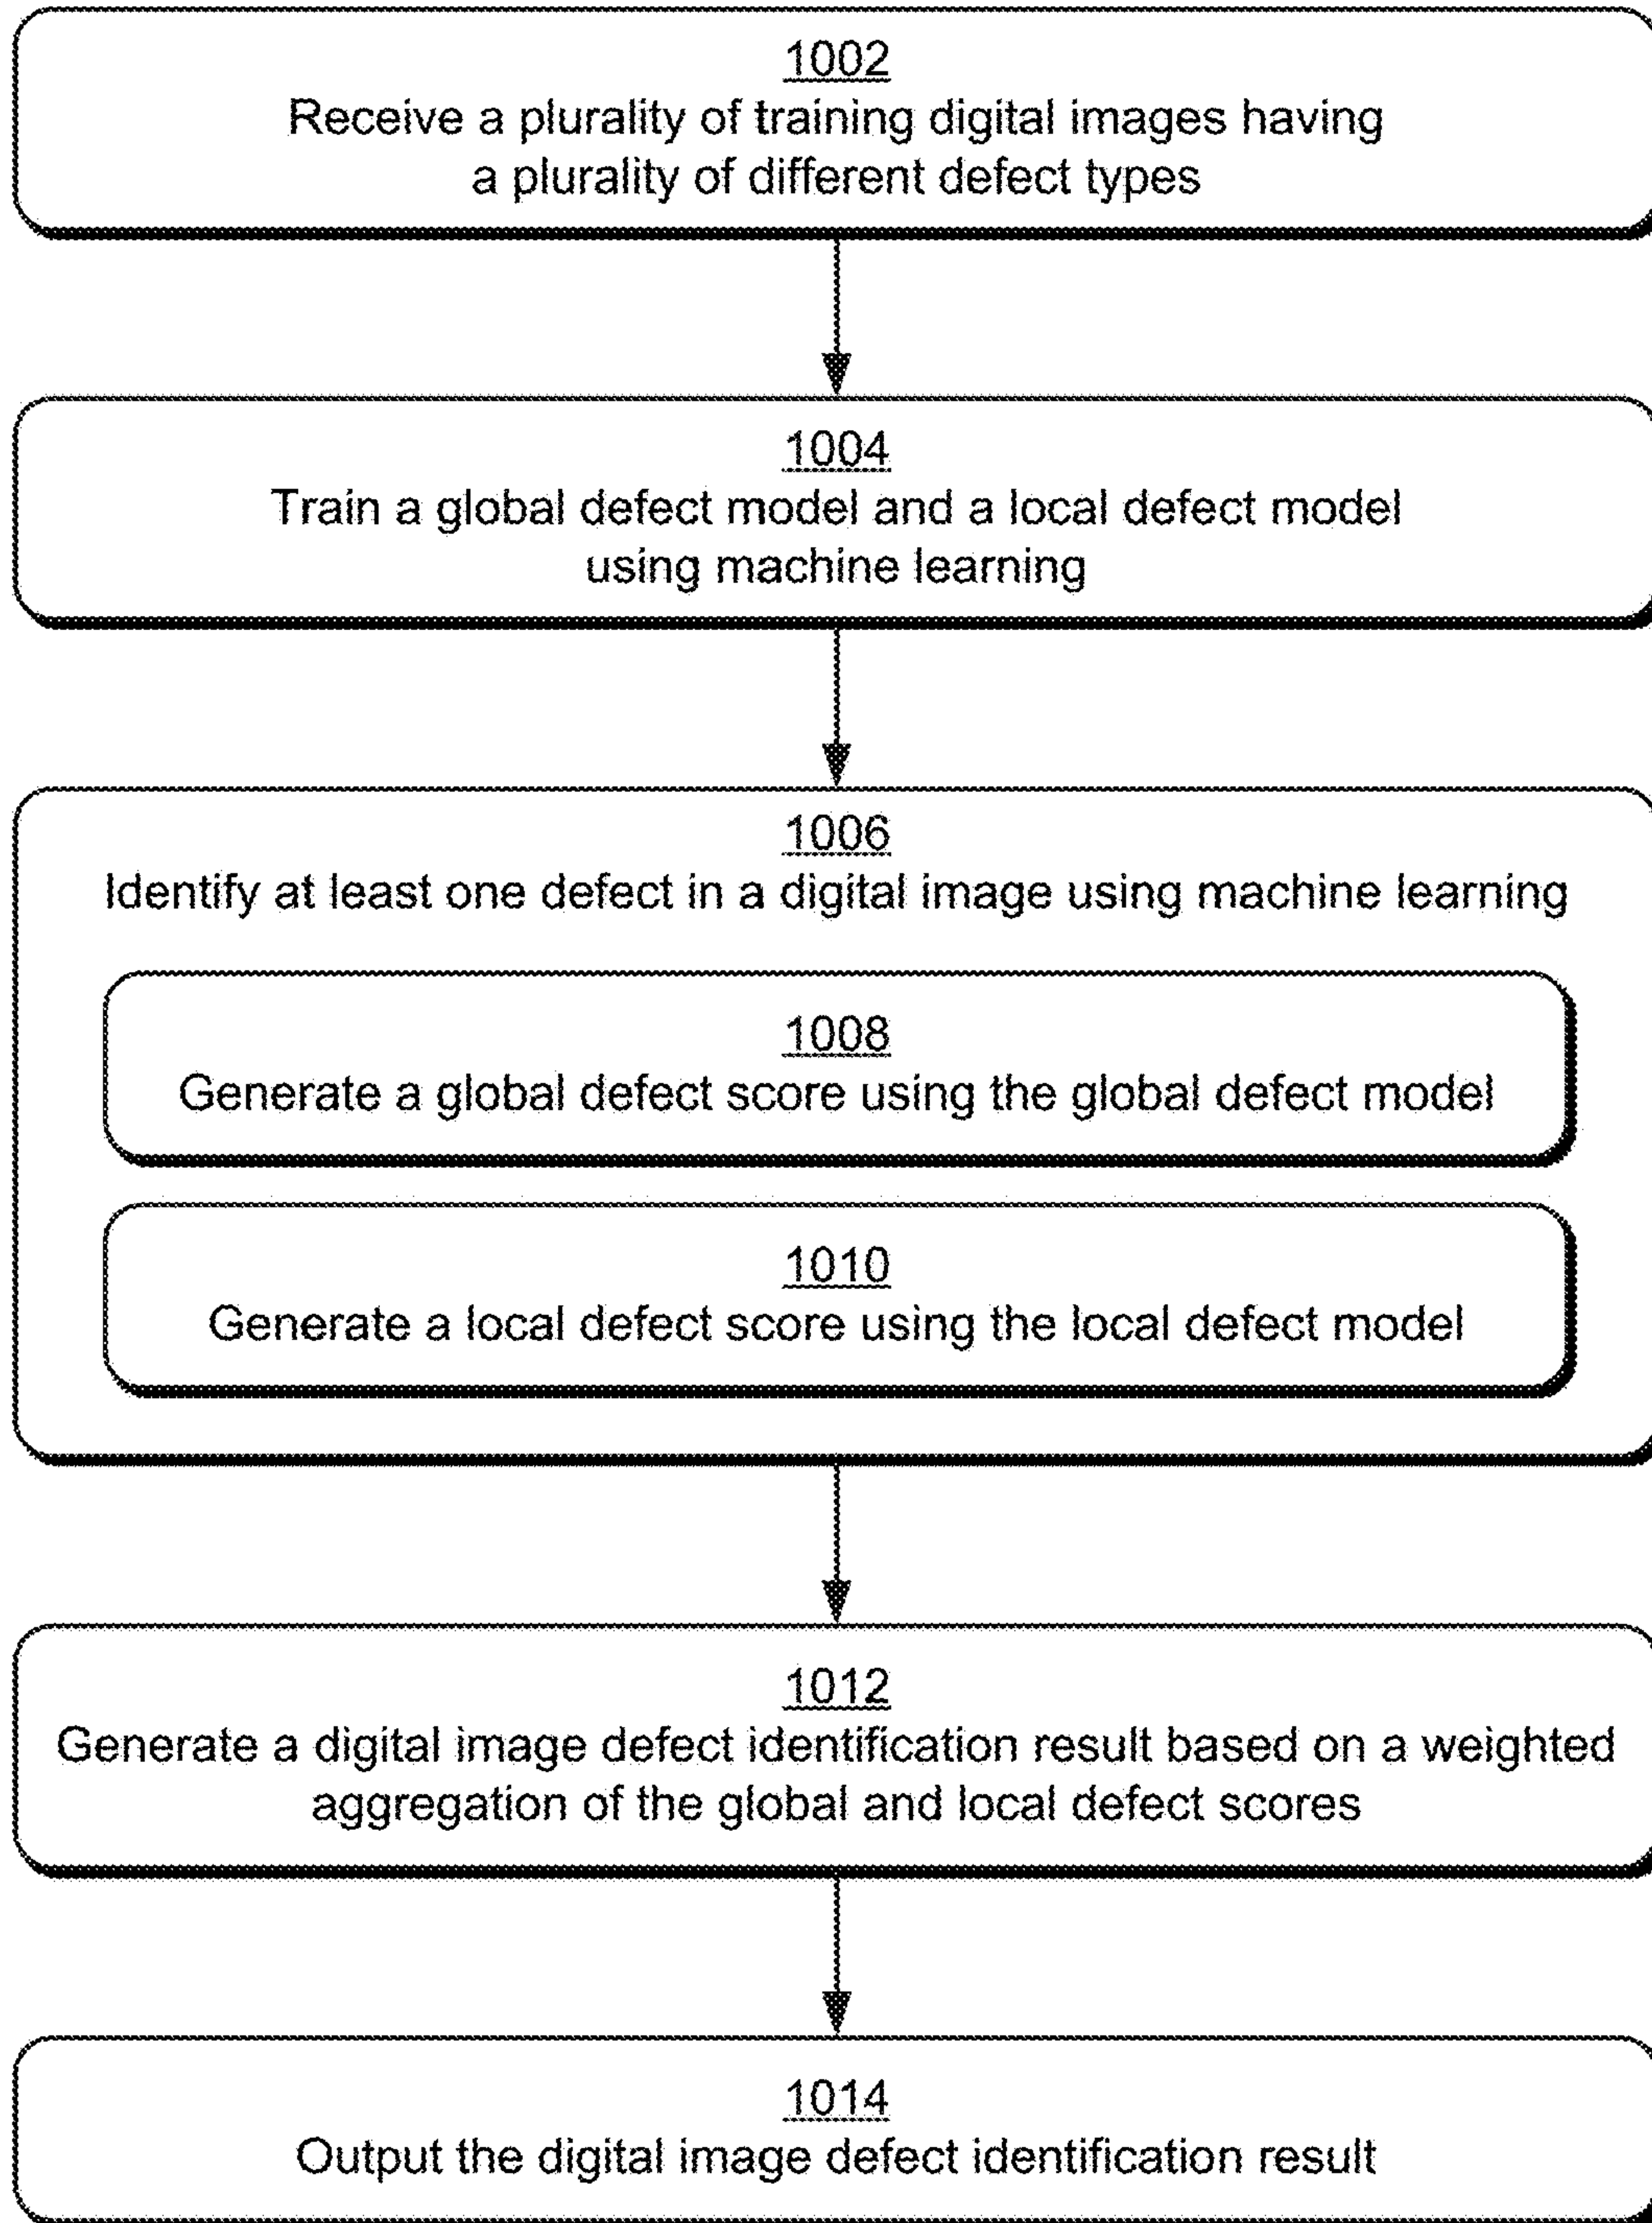 1002
Receive a plurality of training digital images having
a plurality of different defect types
1004
Train a global defect model and a local defect model
using machine learning
1006
Identify at least one defect in a digital image using machine learning
1008
Generate a global defect score using the global defect model
1010
Generate a local defect score using the local defect model
1012
Generate a digital image defect identification result based on a weighted
aggregation of the global and local defect scores
1014
Output the digital image defect identification result